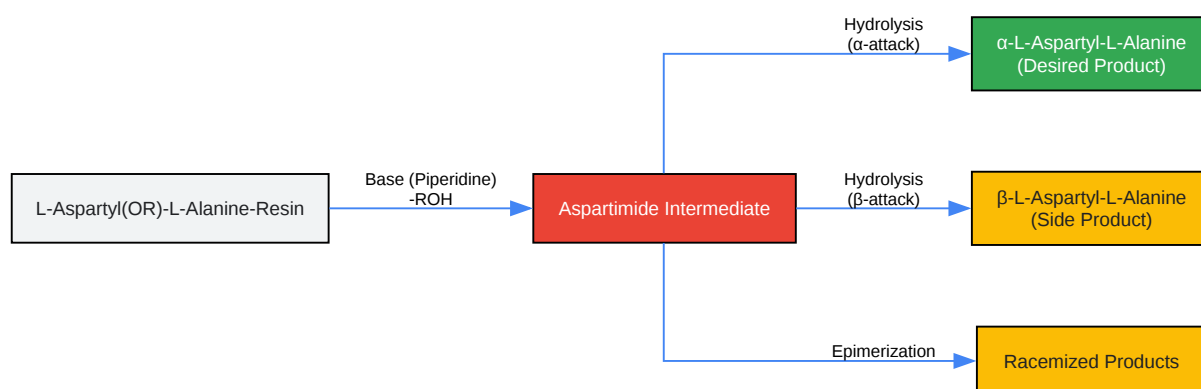 Hydrolysis
(α-attack)
α-L-Aspartyl-L-Alanine
(Desired Product)
L-Aspartyl(OR)-L-Alanine-Resin
Base (Piperidine)
-ROH
Aspartimide Intermediate
Hydrolysis
(β-attack)
β-L-Aspartyl-L-Alanine
(Side Product)
Epimerization
Racemized Products